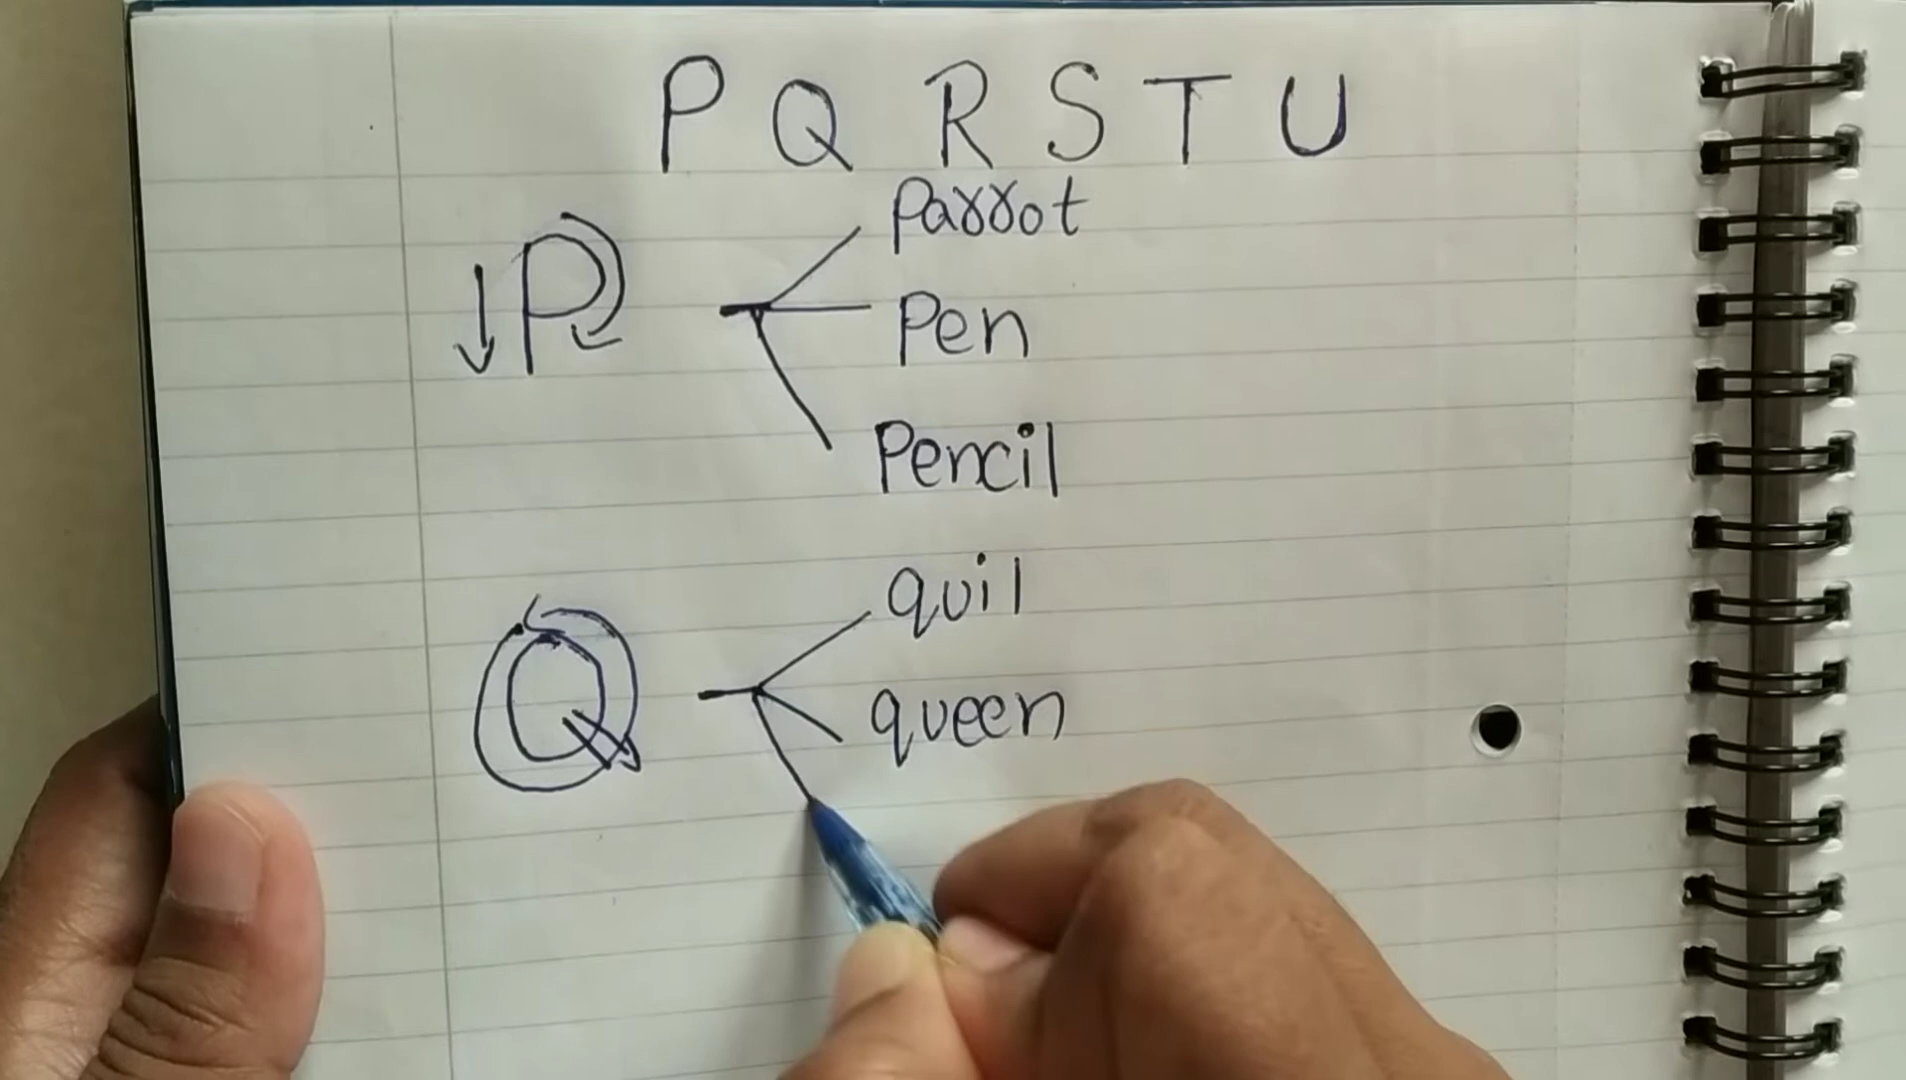 P Q R S T U
Parrot
P
Pen
Pencil
quil
Q
queen